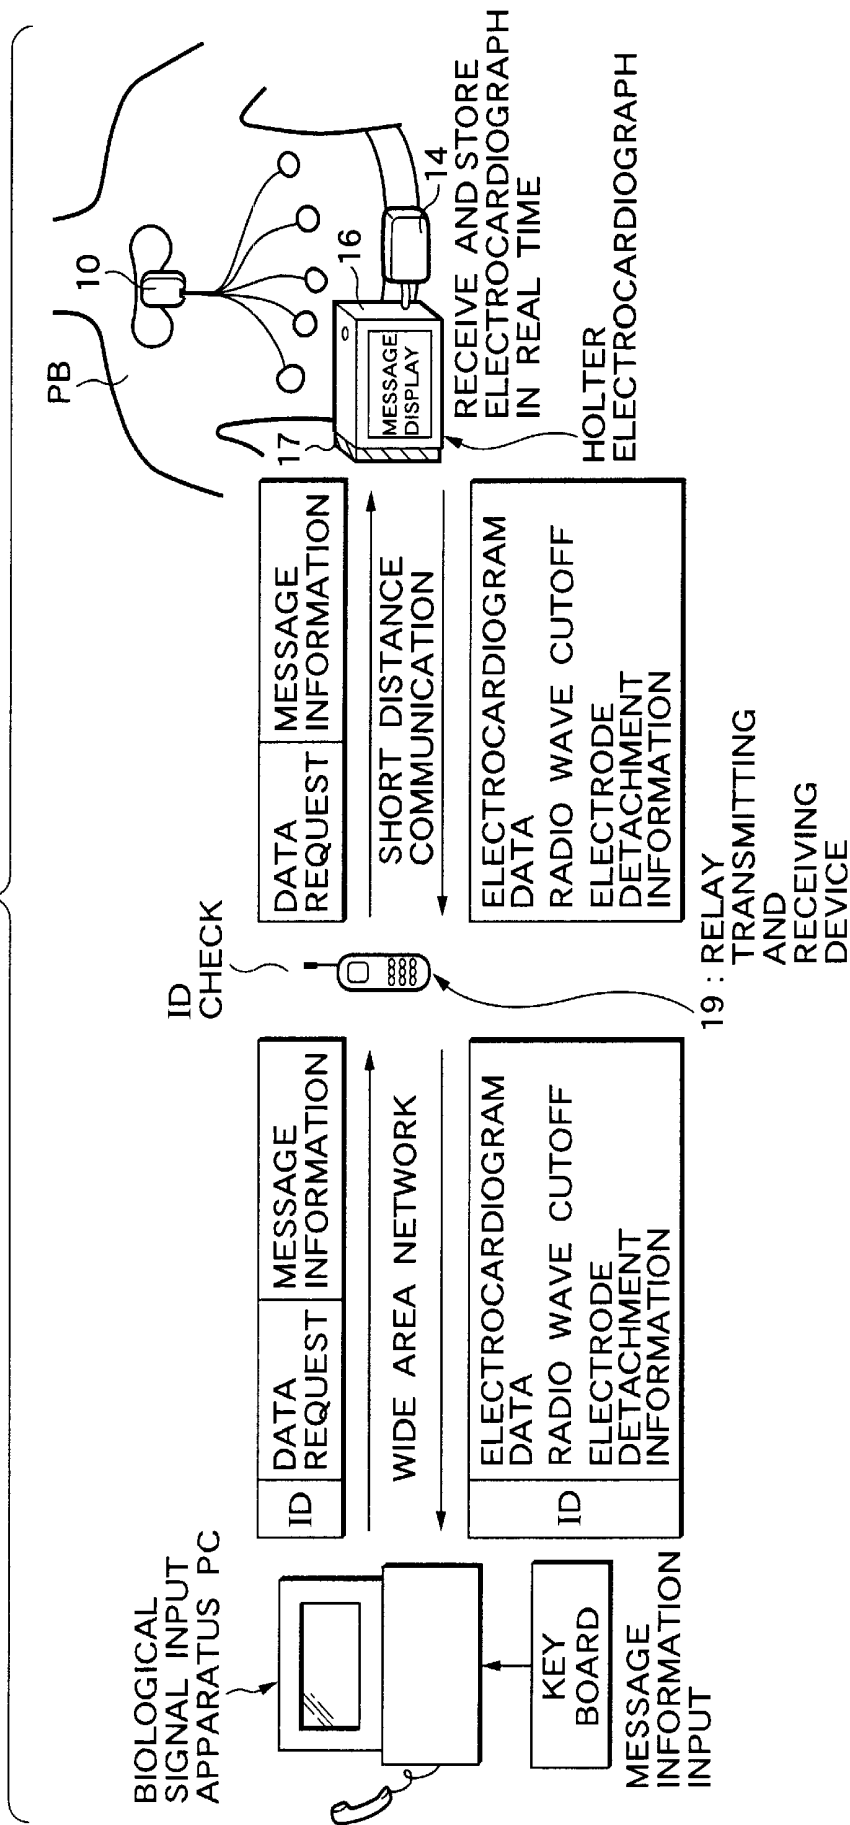 BIOLOGICAL
SIGNAL INPUT
APPARATUS PC
KEY
BOARD
MESSAGE
INFORMATION
INPUT
ID
DATA
REQUEST
MESSAGE
INFORMATION
WIDE AREA NETWORK
ID
ELECTROCARDIOGRAM
DATA
RADIO WAVE CUTOFF
ELECTRODE
DETACHMENT
INFORMATION
ID
CHECK
19 : RELAY
TRANSMITTING
AND
RECEIVING
DEVICE
DATA
REQUEST
MESSAGE
INFORMATION
SHORT DISTANCE
COMMUNICATION
ELECTROCARDIOGRAM
DATA
RADIO WAVE CUTOFF
ELECTRODE
DETACHMENT
INFORMATION
PB
10
17
16
14
MESSAGE
DISPLAY
RECEIVE AND STORE
ELECTROCARDIOGRAPH
IN REAL TIME
HOLTER
ELECTROCARDIOGRAPH